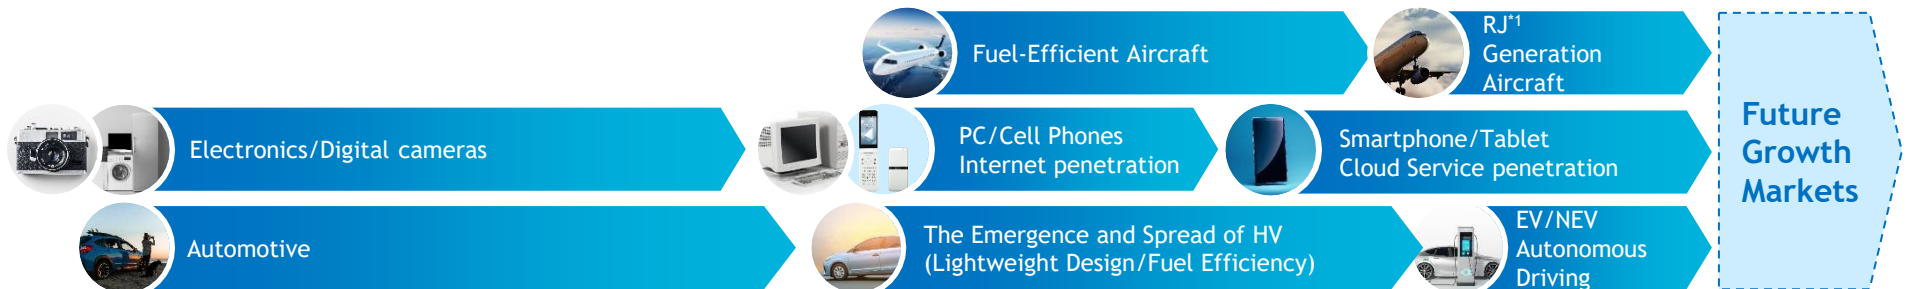 Fuel-Efficient Aircraft
RJ*1
Generation
Aircraft
Electronics/Digital cameras
PC/Cell Phones
Internet penetration
Smartphone/Tablet
Cloud Service penetration
Automotive
The Emergence and Spread of HV
(Lightweight Design/Fuel Efficiency)
EV/NEV
Autonomous
Driving
Future
Growth
Markets